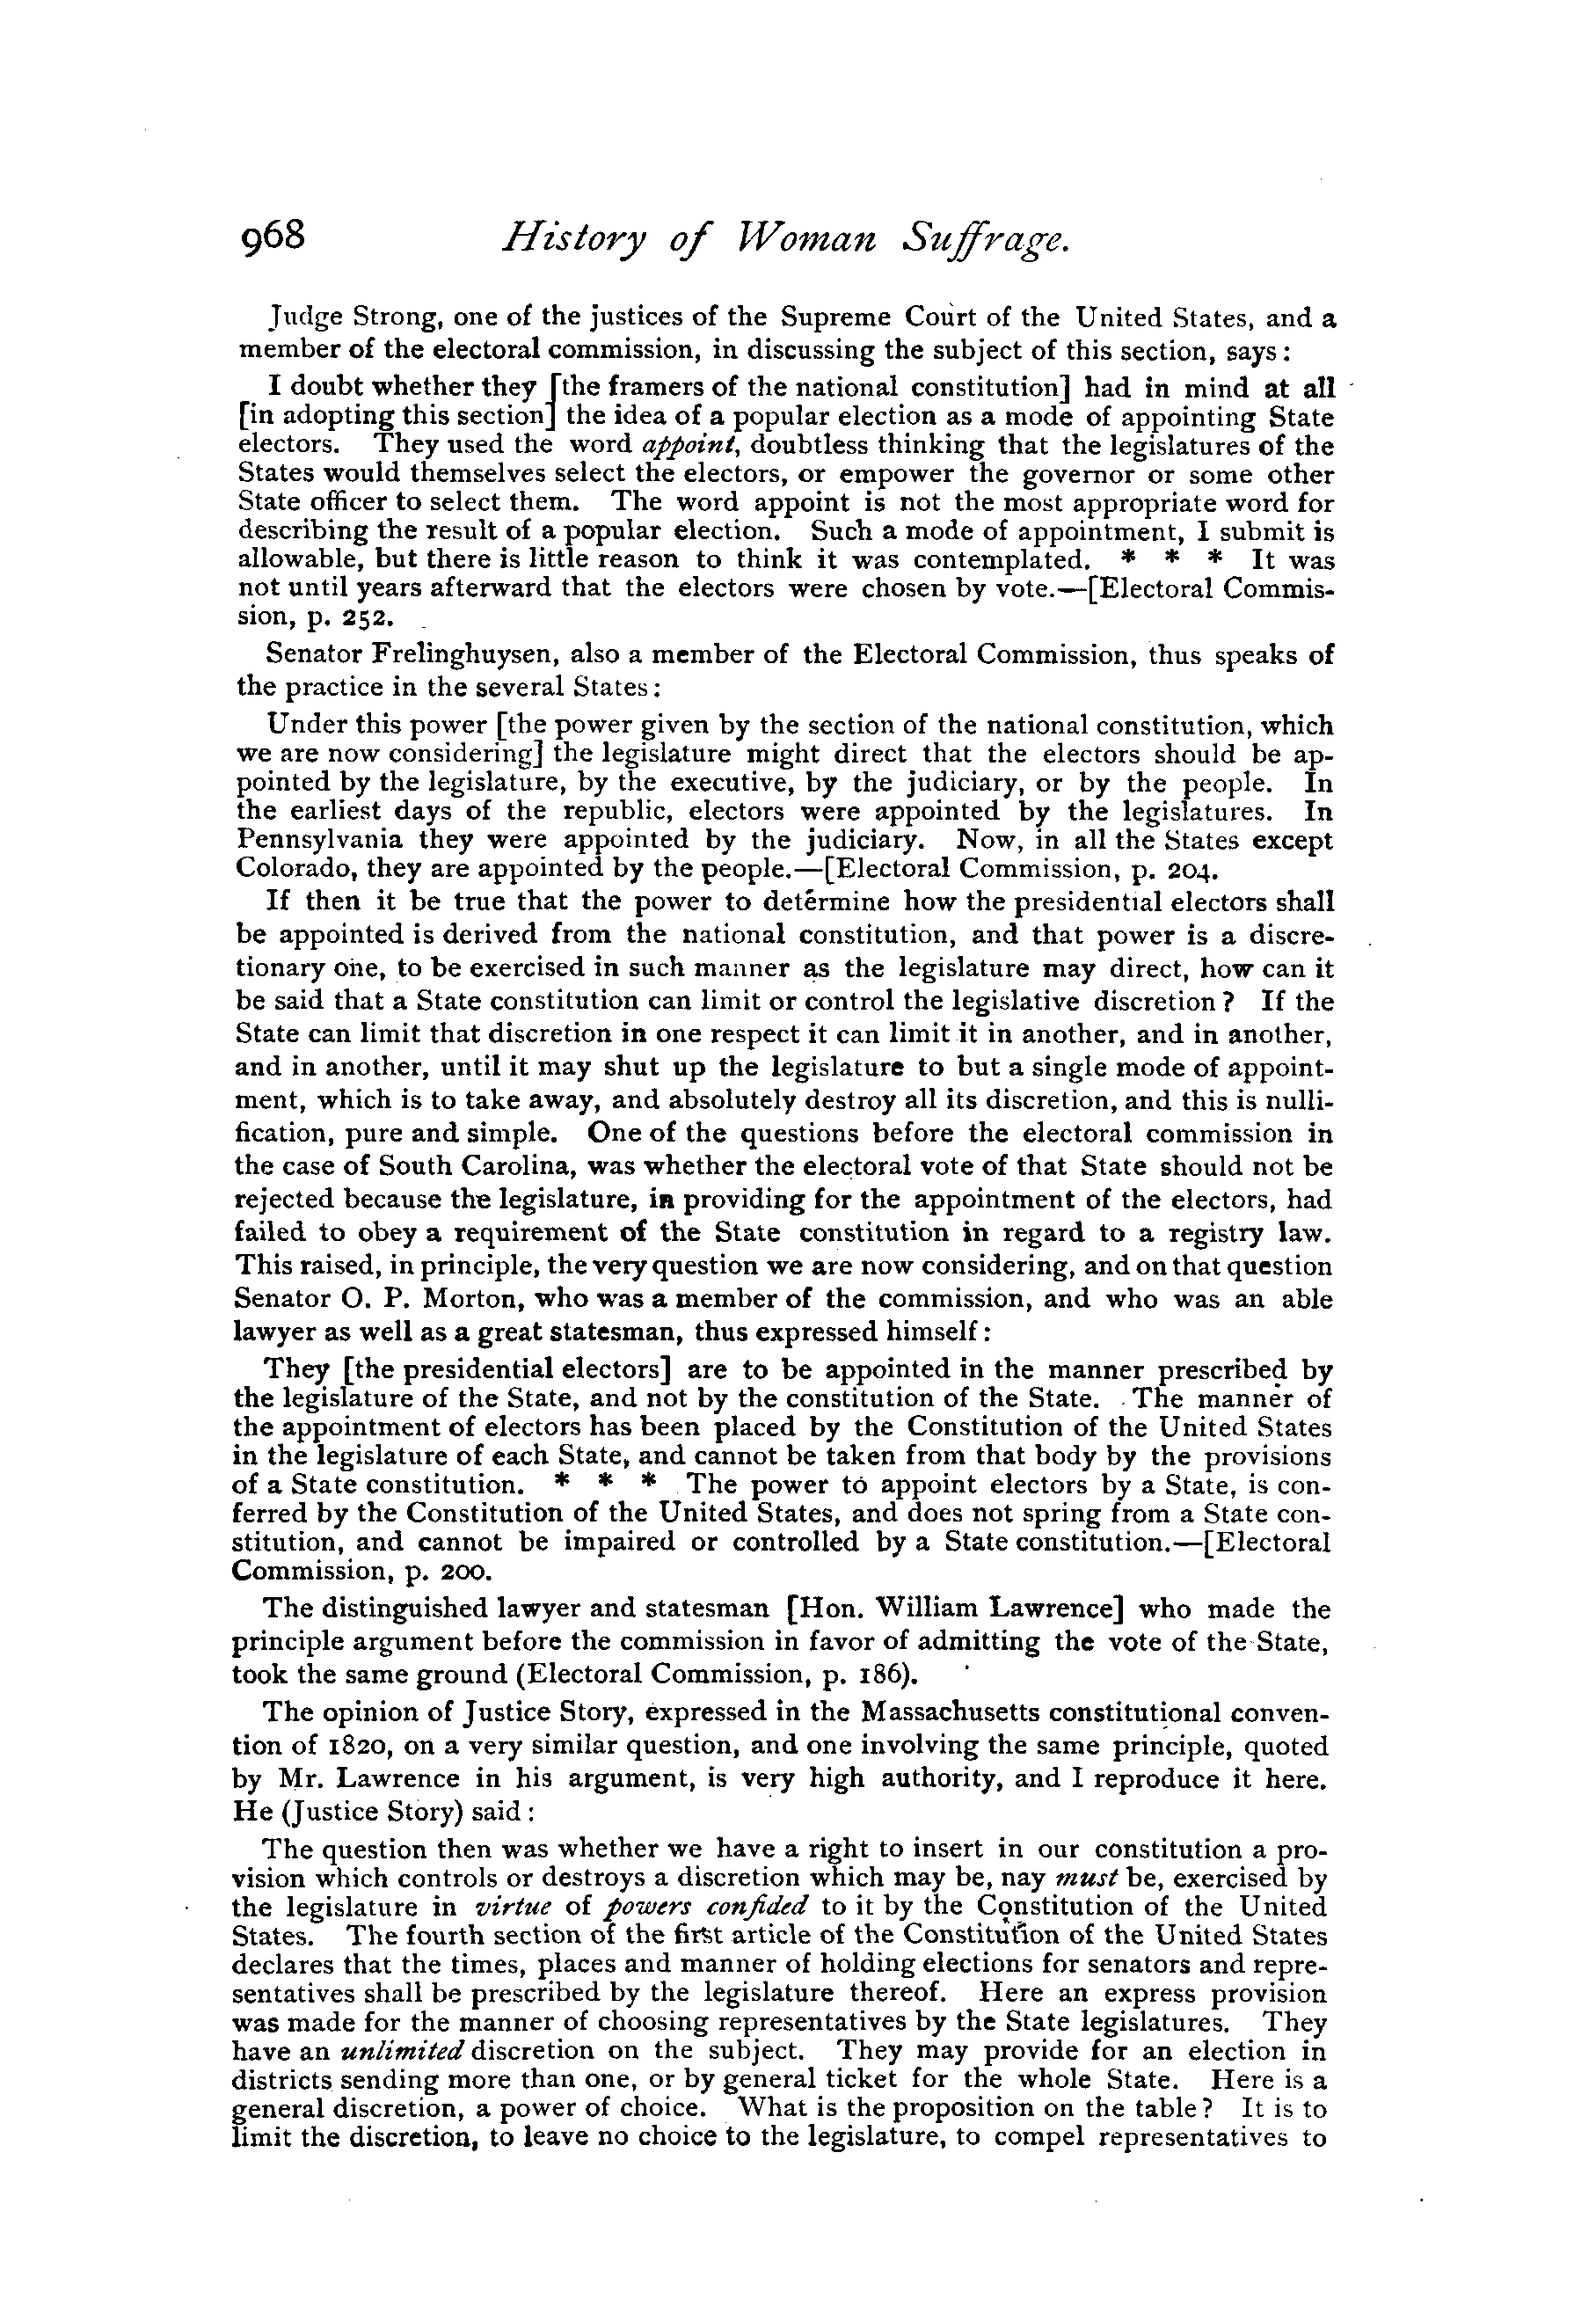 968 History of Woman Suffrage.
Judge Strong, one of the justices of the Supreme Court of the United States, and a
member of the electoral commission, in discussing the subject of this section, says:
I doubt whether they [the framers of the national constitution] had in mind at all
[in adopting this section] the idea of a popular election as a mode of appointing State
electors. They used the word appoint, doubtless thinking that the legislatures of the
States would themselves select the electors, or empower the governor or some other
State officer to select them. The word appoint is not the most appropriate word for
describing the result of a popular election. Such a mode of appointment, I submit is
allowable, but there is little reason to think it was contemplated. * * * It was
not until years afterward that the electors were chosen by vote.—[Electoral Commis-
sion, p. 252.
Senator Frelinghuysen, also a member of the Electoral Commission, thus speaks of
the practice in the several States:
Under this power [the power given by the section of the national constitution, which
we are now considering] the legislature might direct that the electors should be ap-
pointed by the legislature, by the executive, by the judiciary, or by the people. In
the earliest days of the republic, electors were appointed by the legislatures. In
Pennsylvania they were appointed by the judiciary. Now, in all the States except
Colorado, they are appointed by the people.—[Electoral Commission, p. 204.
If then it be true that the power to determine how the presidential electors shall
be appointed is derived from the national constitution, and that power is a discre-
tionary one, to be exercised in such manner as the legislature may direct, how can it
be said that a State constitution can limit or control the legislative discretion? If the
State can limit that discretion in one respect it can limit it in another, and in another,
and in another, until it may shut up the legislature to but a single mode of appoint-
ment, which is to take away, and absolutely destroy all its discretion, and this is nulli-
fication, pure and simple. One of the questions before the electoral commission in
the case of South Carolina, was whether the electoral vote of that State should not be
rejected because the legislature, in providing for the appointment of the electors, had
failed to obey a requirement of the State constitution in regard to a registry law.
This raised, in principle, the very question we are now considering, and on that question
Senator O. P. Morton, who was a member of the commission, and who was an able
lawyer as well as a great statesman, thus expressed himself:
They [the presidential electors] are to be appointed in the manner prescribed by
the legislature of the State, and not by the constitution of the State. The manner of
the appointment of electors has been placed by the Constitution of the United States
in the legislature of each State, and cannot be taken from that body by the provisions
of a State constitution. * * * The power to appoint electors by a State, is con-
ferred by the Constitution of the United States, and does not spring from a State con-
stitution, and cannot be impaired or controlled by a State constitution.—[Electoral
Commission, p. 200.
The distinguished lawyer and statesman [Hon. William Lawrence] who made the
principle argument before the commission in favor of admitting the vote of the State,
took the same ground (Electoral Commission, p. 186).
The opinion of Justice Story, expressed in the Massachusetts constitutional conven-
tion of 1820, on a very similar question, and one involving the same principle, quoted
by Mr. Lawrence in his argument, is very high authority, and I reproduce it here.
He (Justice Story) said:
The question then was whether we have a right to insert in our constitution a pro-
vision which controls or destroys a discretion which may be, nay must be, exercised by
the legislature in virtue of powers confided to it by the Constitution of the United
States. The fourth section of the first article of the Constitution of the United States
declares that the times, places and manner of holding elections for senators and repre-
sentatives shall be prescribed by the legislature thereof. Here an express provision
was made for the manner of choosing representatives by the State legislatures. They
have an unlimited discretion on the subject. They may provide for an election in
districts sending more than one, or by general ticket for the whole State. Here is a
general discretion, a power of choice. What is the proposition on the table? It is to
limit the discretion, to leave no choice to the legislature, to compel representatives to